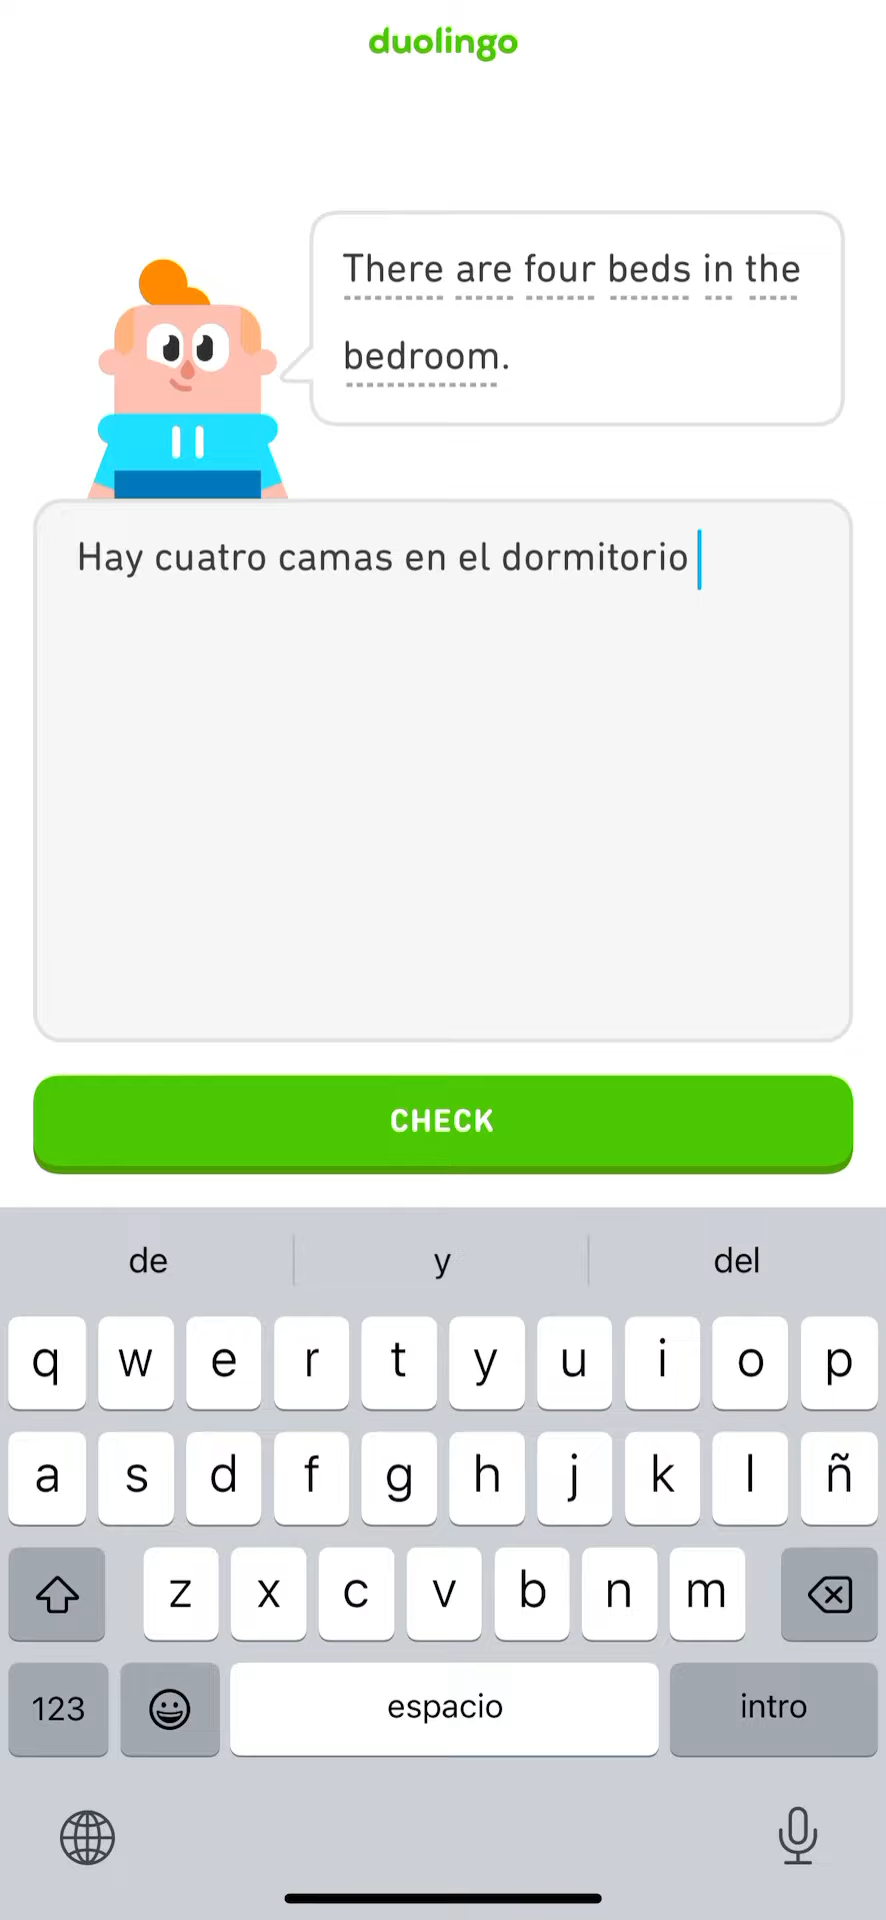 duolingo
There are four beds in the
bedroom.
Hay cuatro camas en el dormitorio
CHECK
de y del
q w e r t y u i o p
a s d f g h j k l ñ
z x c v b n m
123 espacio intro